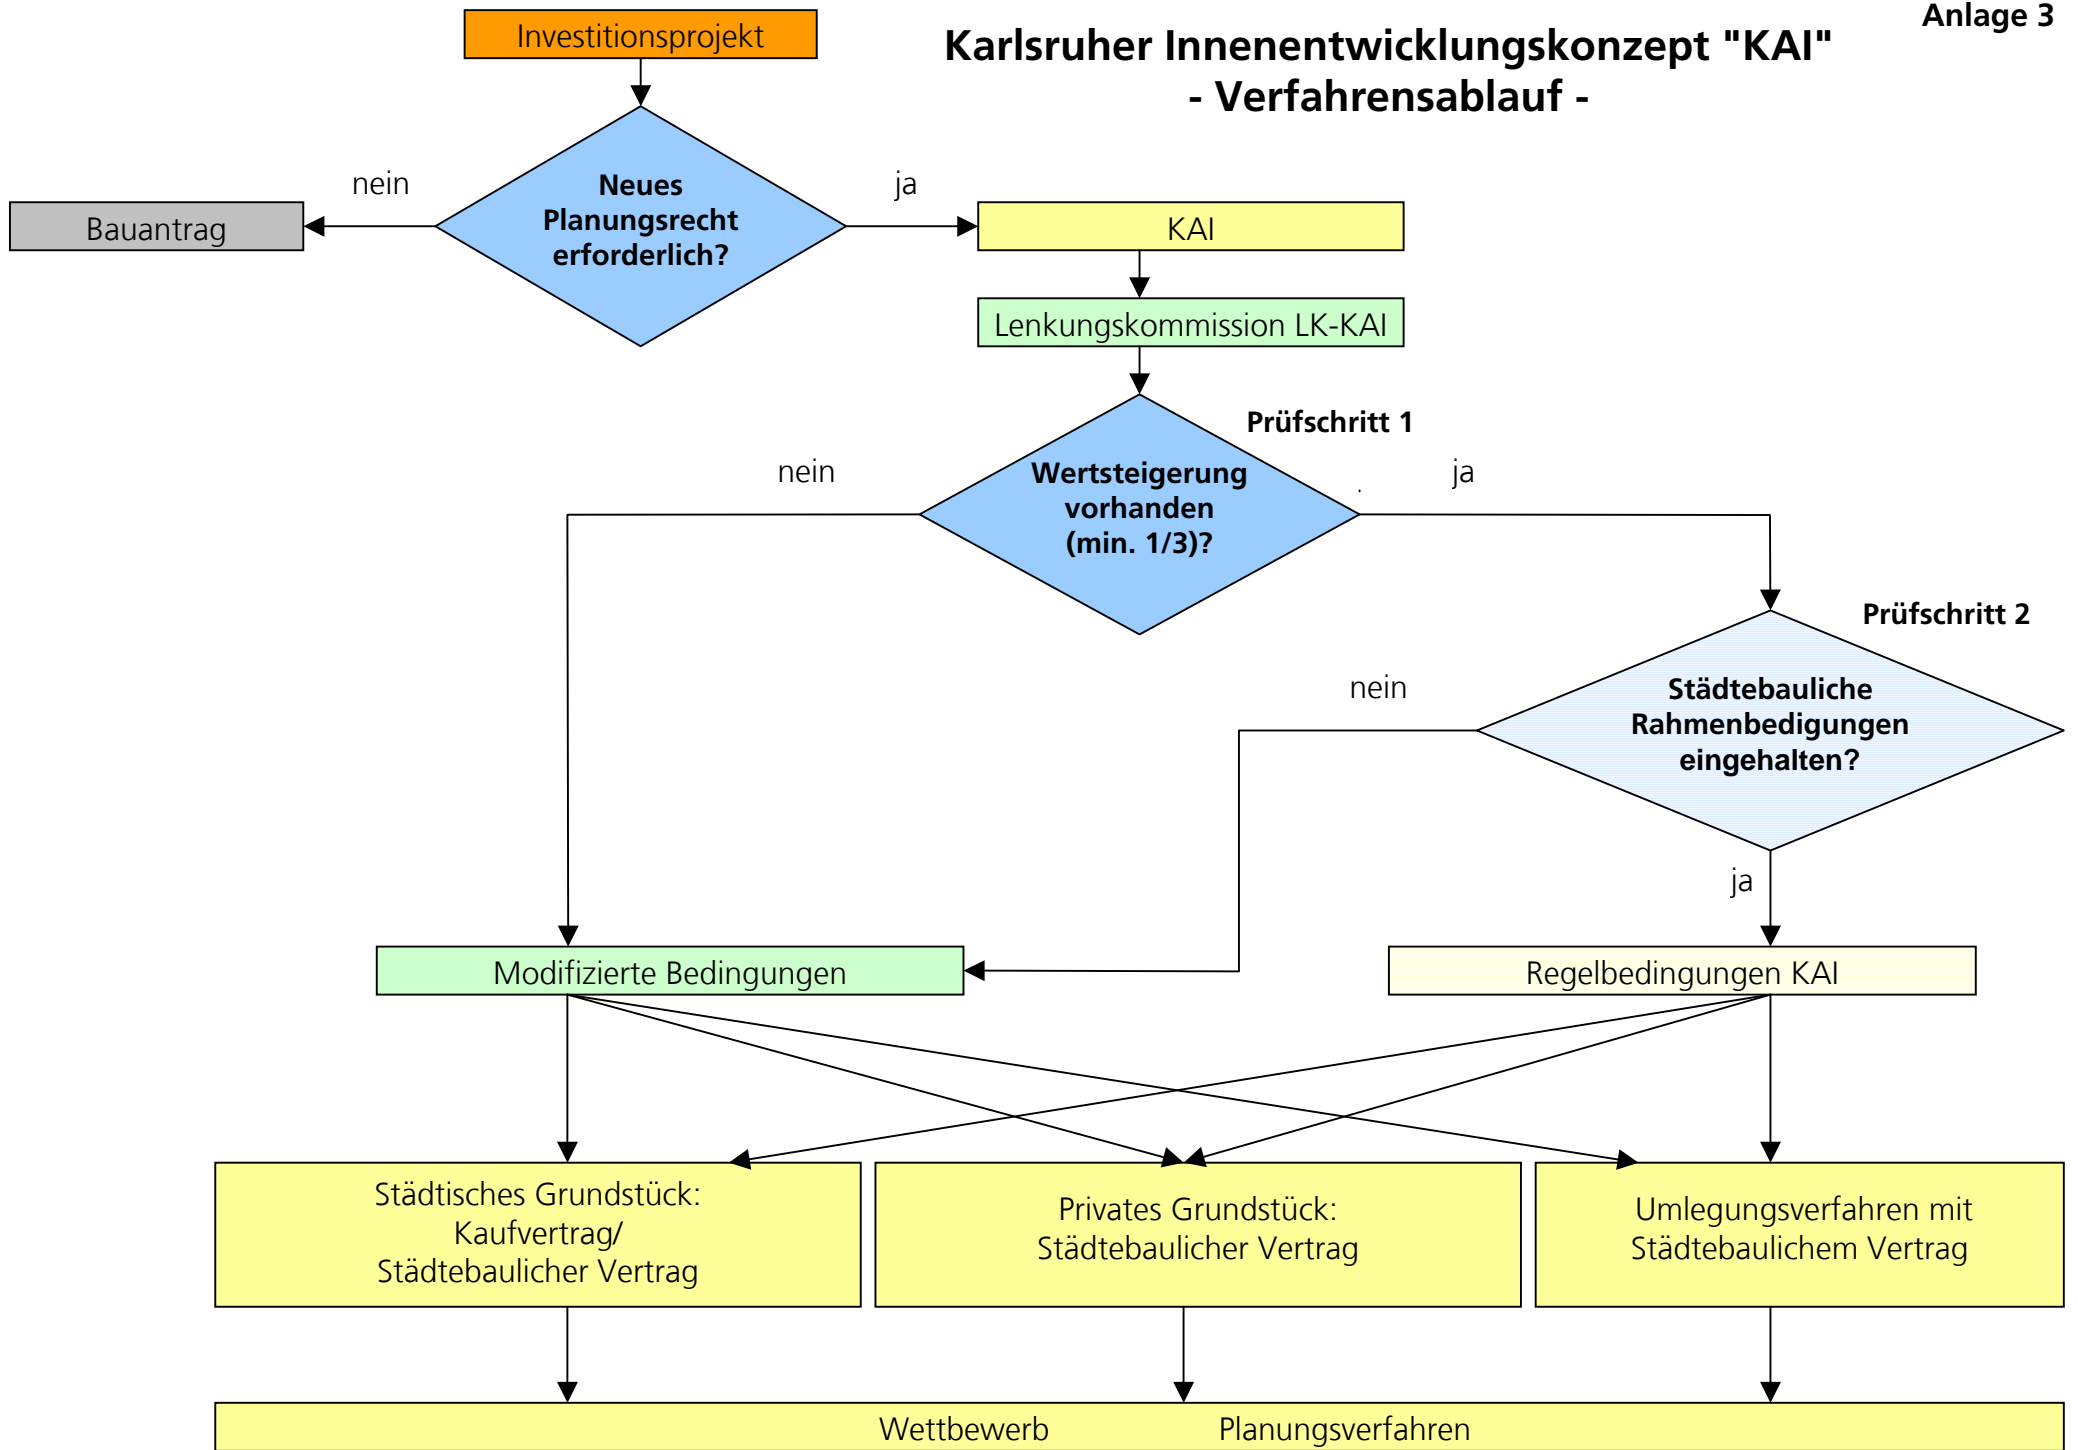 Anlage 3
Karlsruher Innenentwicklungskonzept "KAI"
- Verfahrensablauf -
Investitionsprojekt
Neues
Planungsrecht
erforderlich?
nein
ja
Bauantrag
KAI
Lenkungskommission LK-KAI
Prüfschritt 1
Wertsteigerung
vorhanden
(min. 1/3)?
nein
ja
Prüfschritt 2
Städtebauliche
Rahmenbedigungen
eingehalten?
nein
ja
Modifizierte Bedingungen
Regelbedingungen KAI
Städtisches Grundstück:
Kaufvertrag/
Städtebaulicher Vertrag
Privates Grundstück:
Städtebaulicher Vertrag
Umlegungsverfahren mit
Städtebaulichem Vertrag
Wettbewerb Planungsverfahren